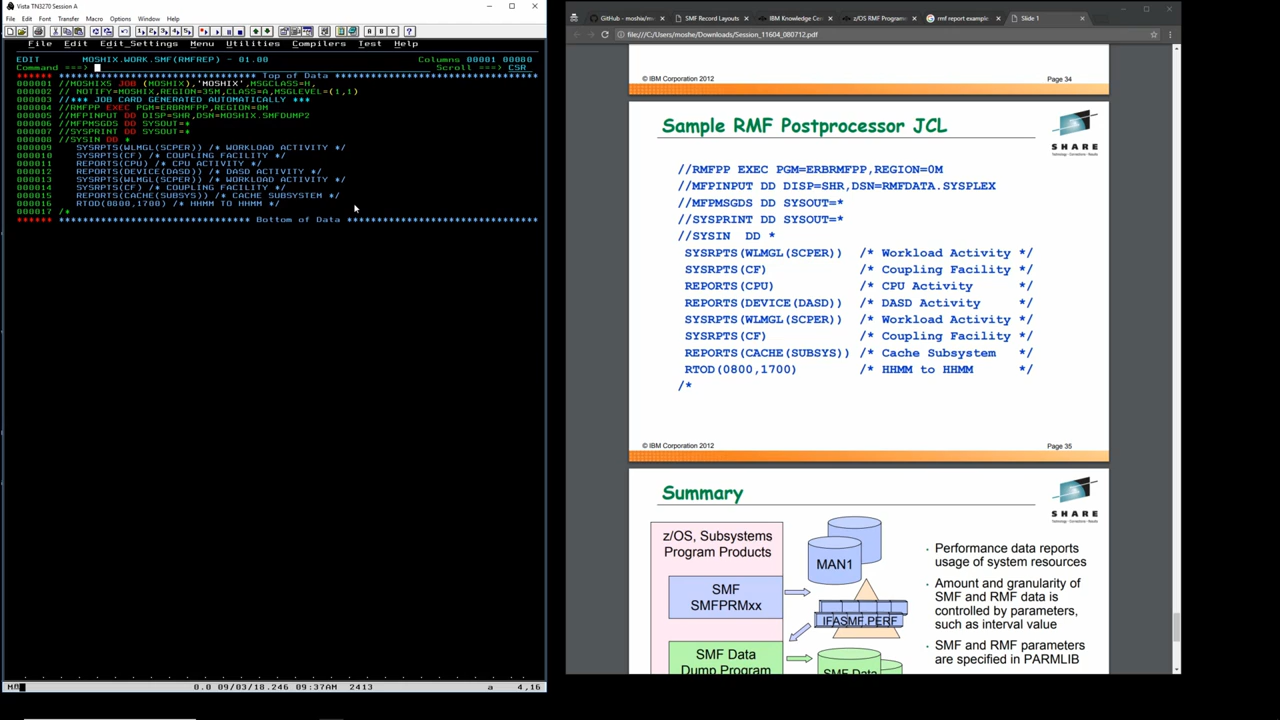 Vista TN3270 Session A
File Edit Font Transfer Macro Options Window Help
File Edit Edit_Settings Menu Utilities Compilers Test Help
EDIT MOSHIX.WORK.SMF(RMFREP) - 01.00 Columns 00001 00080
Command ===> Scroll ===> CSR
****** ***************************** Top of Data ******************************
000001 //MOSHIXS JOB (MOSHIX),'MOSHIX',MSGCLASS=H,
000002 // NOTIFY=MOSHIX,REGION=35M,CLASS=A,MSGLEVEL=(1,1)
000003 //*** JOB CARD GENERATED AUTOMATICALLY ***
000004 //RMFPP EXEC PGM=ERBRMFPP,REGION=0M
000005 //MFPINPUT DD DISP=SHR,DSN=MOSHIX.SMFDUMP2
000006 //MFPMSGDS DD SYSOUT=*
000007 //SYSPRINT DD SYSOUT=*
000008 //SYSIN DD *
000009 SYSRPTS(WLMGL(SCPER)) /* WORKLOAD ACTIVITY */
000010 SYSRPTS(CF) /* COUPLING FACILITY */
000011 REPORTS(CPU) /* CPU ACTIVITY */
000012 REPORTS(DEVICE(DASD)) /* DASD ACTIVITY */
000013 SYSRPTS(WLMGL(SCPER)) /* WORKLOAD ACTIVITY */
000014 SYSRPTS(CF) /* COUPLING FACILITY */
000015 REPORTS(CACHE(SUBSYS)) /* CACHE SUBSYSTEM */
000016 RTOD(0800,1700) /* HHMM TO HHMM */
000017 /*
****** **************************** Bottom of Data ****************************
0.0 09/03/18.246 09:37AM 2413 a 4,16
GitHub - moshix/m SMF Record Layouts IBM Knowledge Cen z/OS RMF Program rmf report example Slide 1
file:///C:/Users/moshe/Downloads/Session_11604_080712.pdf
© IBM Corporation 2012 Page 34
Sample RMF Postprocessor JCL
SHARE
//RMFPP EXEC PGM=ERBRMFPP,REGION=0M
//MFPINPUT DD DISP=SHR,DSN=RMFDATA.SYSPLEX
//MFPMSGDS DD SYSOUT=*
//SYSPRINT DD SYSOUT=*
//SYSIN DD *
SYSRPTS(WLMGL(SCPER)) /* Workload Activity */
SYSRPTS(CF) /* Coupling Facility */
REPORTS(CPU) /* CPU Activity */
REPORTS(DEVICE(DASD)) /* DASD Activity */
SYSRPTS(WLMGL(SCPER)) /* Workload Activity */
SYSRPTS(CF) /* Coupling Facility */
REPORTS(CACHE(SUBSYS)) /* Cache Subsystem */
RTOD(0800,1700) /* HHMM to HHMM */
/*
© IBM Corporation 2012 Page 35
Summary
SHARE
z/OS, Subsystems
Program Products
SMF
SMFPRMxx
SMF Data
Dump Program
MAN1
IFASMF.PERF
SMF Data
• Performance data reports
usage of system resources
• Amount and granularity of
SMF and RMF data is
controlled by parameters,
such as interval value
• SMF and RMF parameters
are specified in PARMLIB